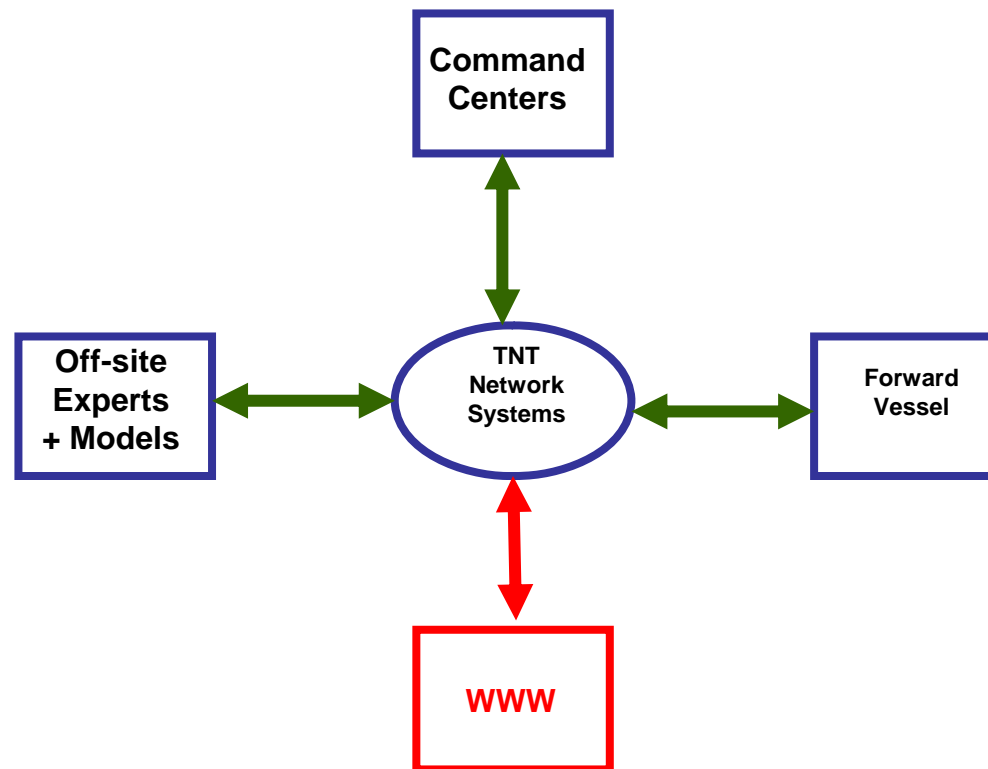 Command
Centers
Off-site
Experts
+ Models
TNT
Network
Systems
Forward
Vessel
WWW